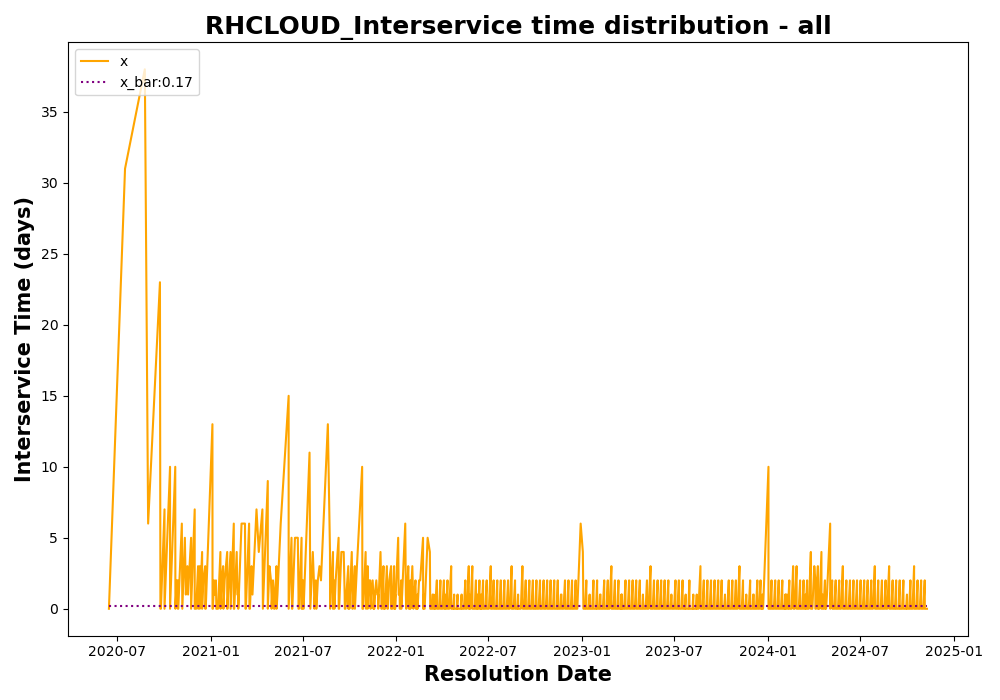 RHCLOUD_Interservice time distribution - all
x
x_bar:0.17
Interservice Time (days)
35
30
25
20
15
10
5
0
2020-07 2021-01 2021-07 2022-01 2022-07 2023-01 2023-07 2024-01 2024-07 2025-01
Resolution Date